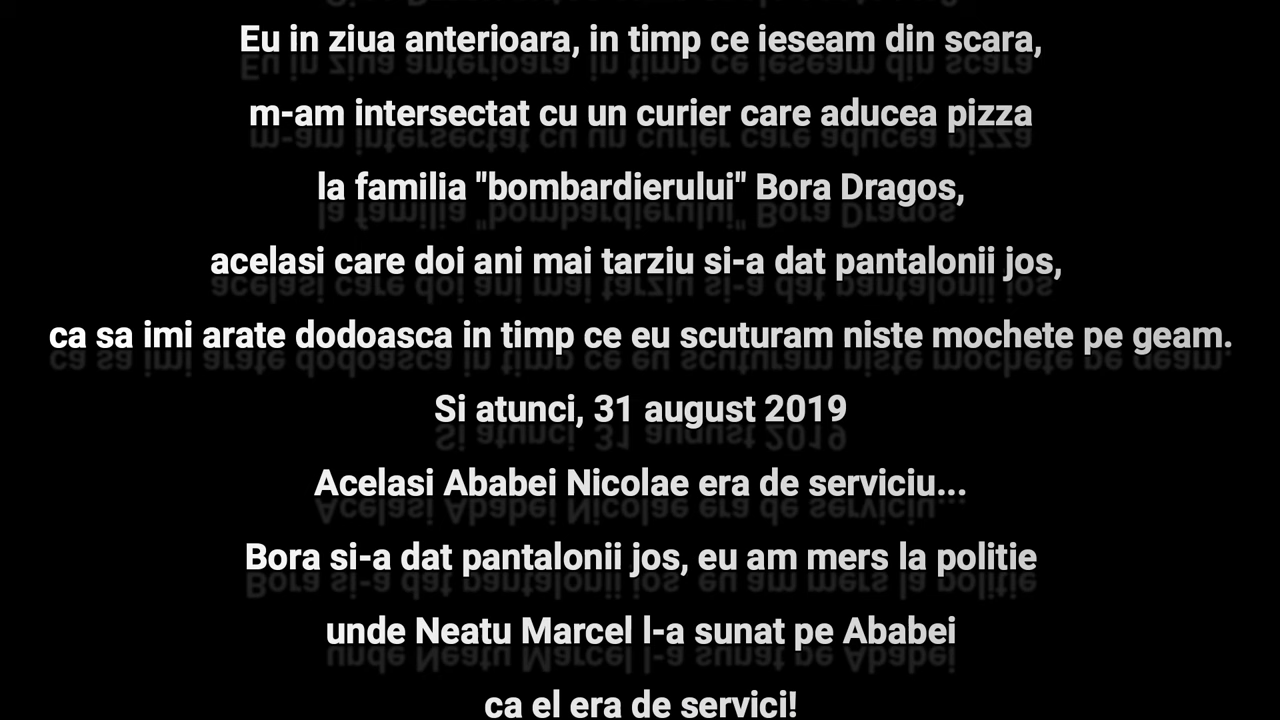 Eu in ziua anterioara, in timp ce ieseam din scara,
m-am intersectat cu un curier care aducea pizza
la familia "bombardierului" Bora Dragos,
acelasi care doi ani mai tarziu si-a dat pantalonii jos,
ca sa imi arate dodoasca in timp ce eu scuturam niste mochete pe geam.
Si atunci, 31 august 2019
Acelasi Ababei Nicolae era de serviciu...
Bora si-a dat pantalonii jos, eu am mers la politie
unde Neatu Marcel l-a sunat pe Ababei
ca el era de servici!